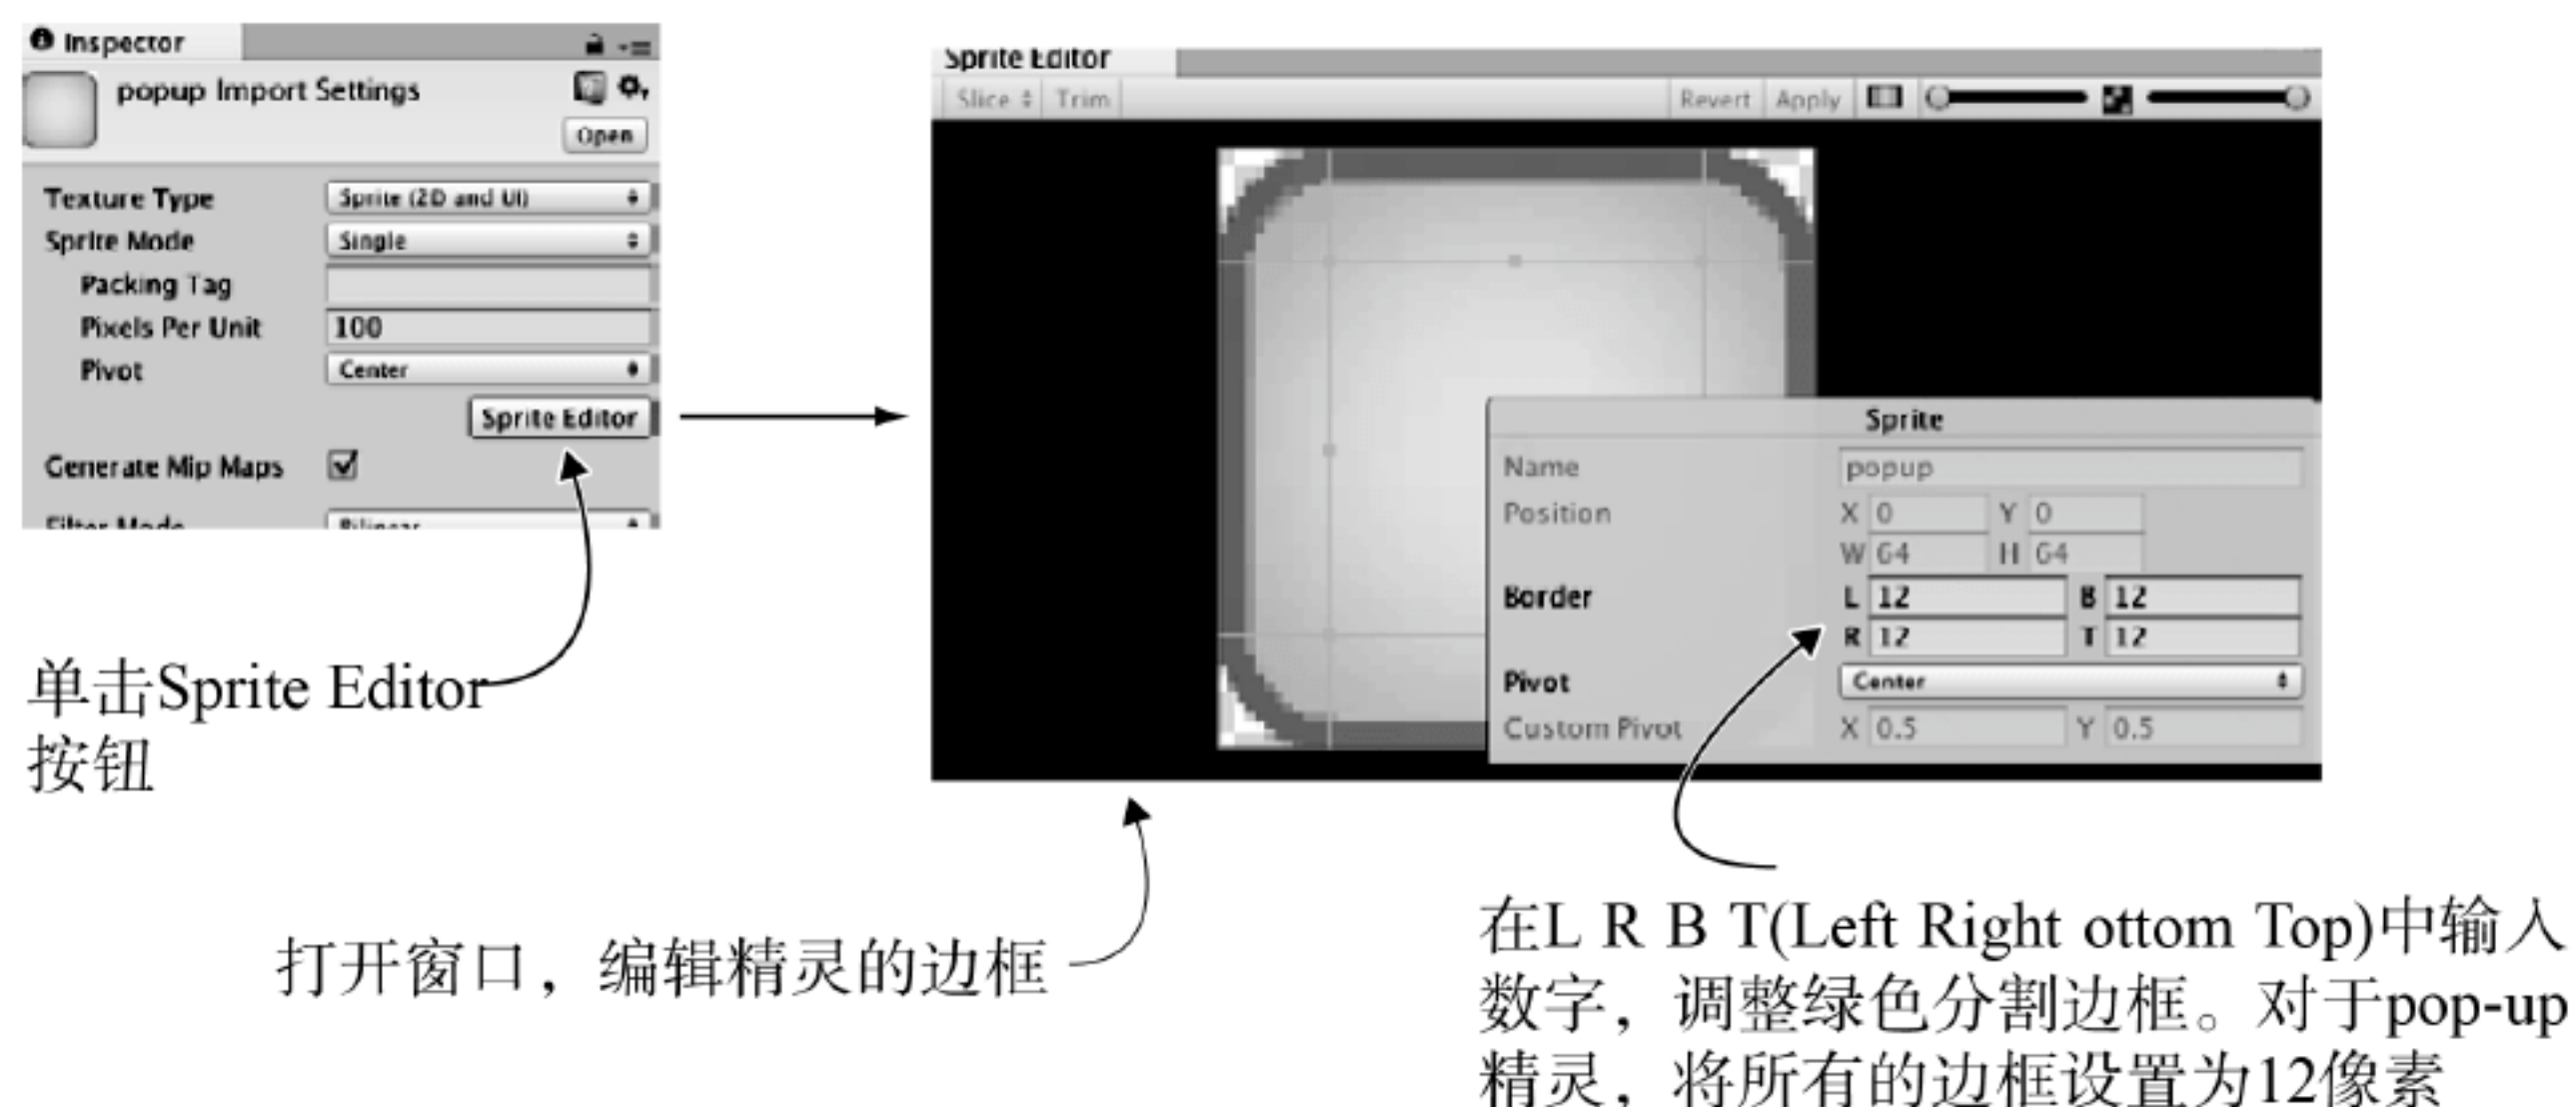 Inspector
popup Import Settings
Open
Texture Type Sprite (2D and UI)
Sprite Mode Single
Packing Tag
Pixels Per Unit 100
Pivot Center
Sprite Editor
Generate Mip Maps
Filter Mode Bilinear
单击Sprite Editor
按钮
Sprite Editor
Slice Trim Revert Apply
Sprite
Name popup
Position X 0 Y 0
W 64 H 64
Border L 12 B 12
R 12 T 12
Pivot Center
Custom Pivot X 0.5 Y 0.5
打开窗口，编辑精灵的边框
在L R B T(Left Right ottom Top)中输入
数字，调整绿色分割边框。对于pop-up
精灵，将所有的边框设置为12像素